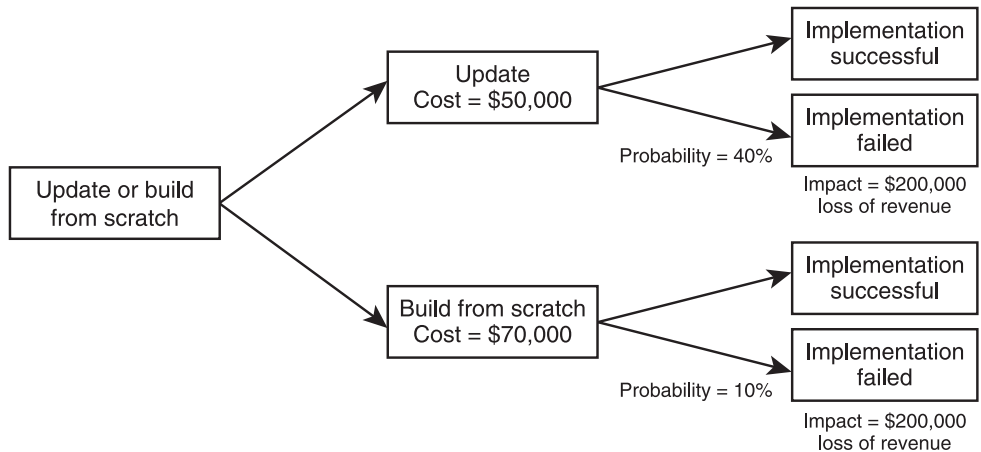 Update or build
from scratch
Update
Cost = $50,000
Implementation
successful
Implementation
failed
Probability = 40%
Impact = $200,000
loss of revenue
Build from scratch
Cost = $70,000
Implementation
successful
Implementation
failed
Probability = 10%
Impact = $200,000
loss of revenue